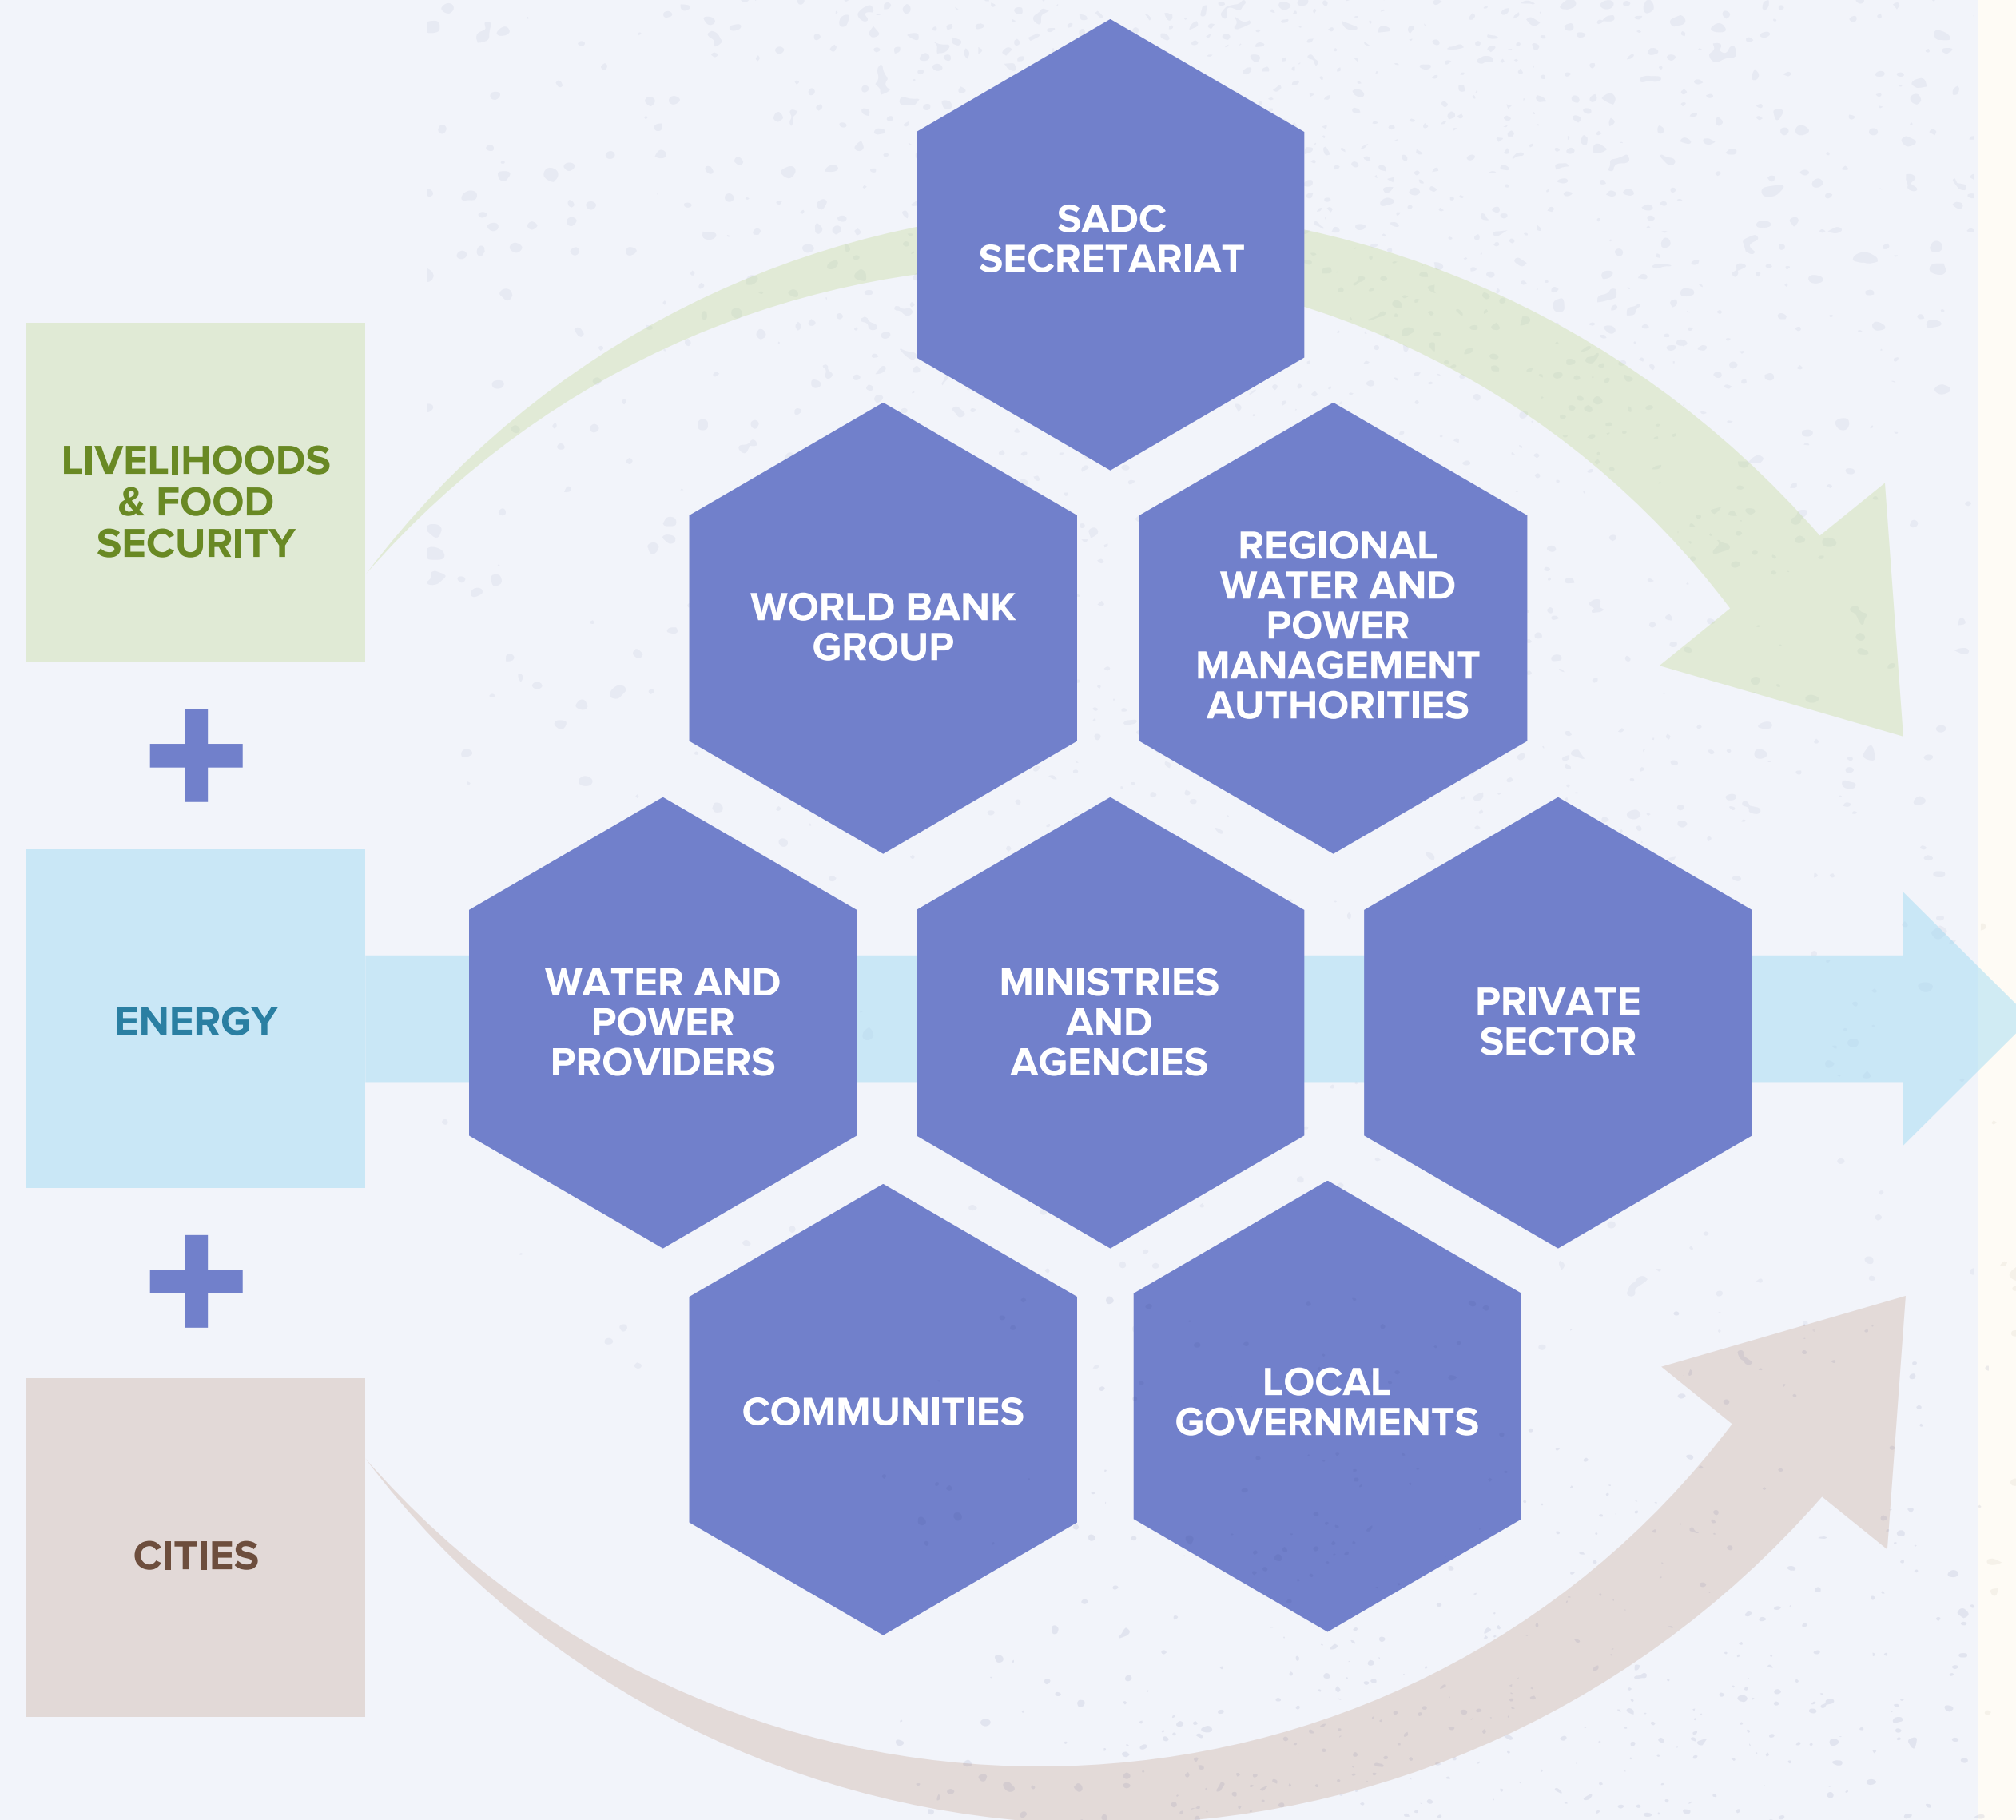 SADC
SECRETARIAT
LIVELIHOODS
& FOOD
SECURITY
WORLD BANK
GROUP
REGIONAL
WATER AND
POWER
MANAGEMENT
AUTHORITIES
ENERGY
WATER AND
POWER
PROVIDERS
MINISTRIES
AND
AGENCIES
PRIVATE
SECTOR
COMMUNITIES
LOCAL
GOVERNMENTS
CITIES